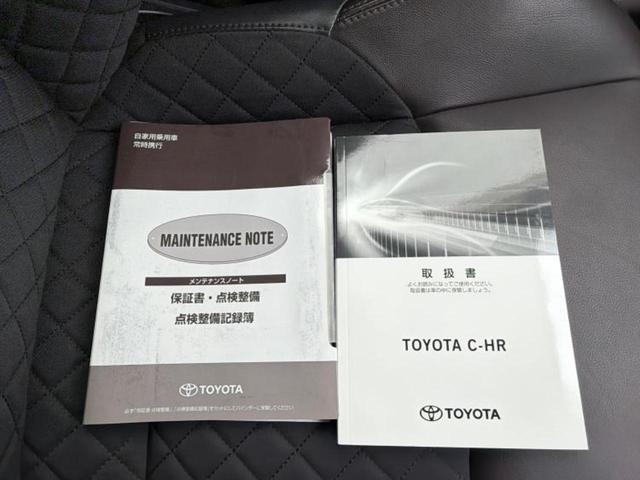 自家用乗用車
常時携行
MAINTENANCE NOTE
メンテナンスノート
保証書・点検整備
点検整備記録簿
TOYOTA
取扱書
よくお読みになってご使用ください。
取扱書は車の中に保管しましょう。
TOYOTA C-HR
TOYOTA